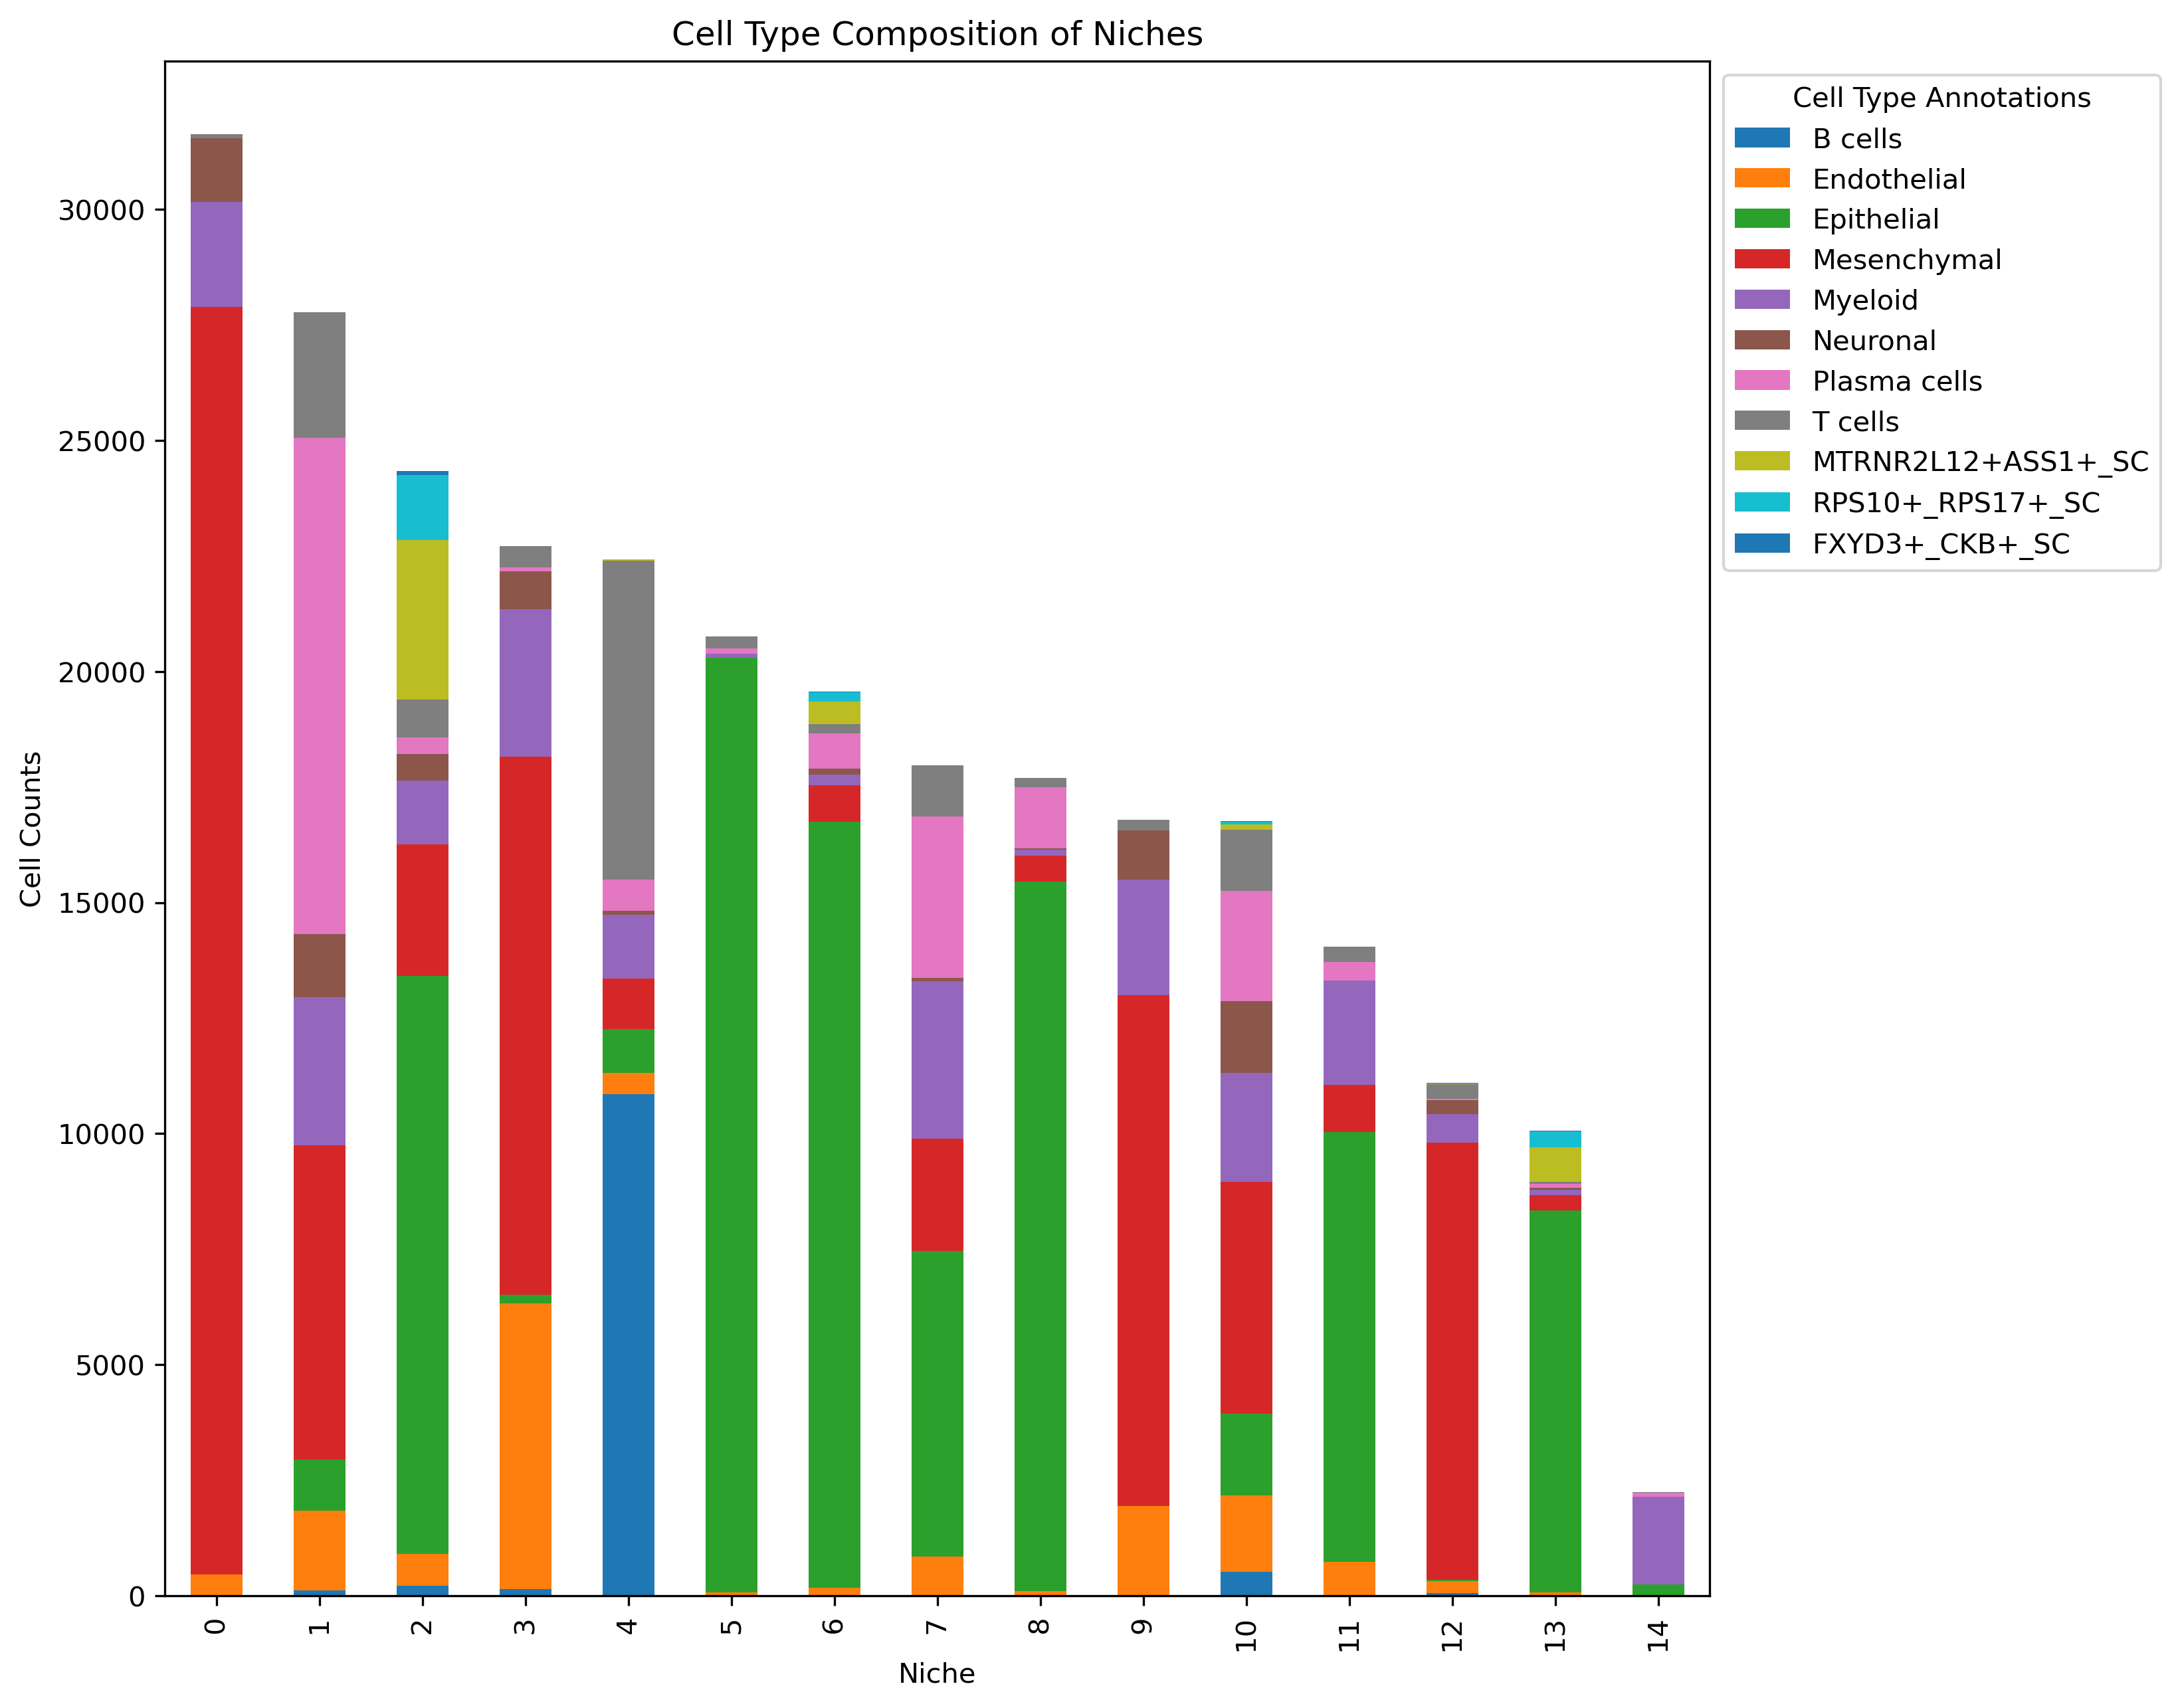 Cell Type Composition of Niches
Cell Counts
30000
25000
20000
15000
10000
5000
0
0 1 2 3 4 5 6 7 8 9 10 11 12 13 14
Niche
Cell Type Annotations
B cells
Endothelial
Epithelial
Mesenchymal
Myeloid
Neuronal
Plasma cells
T cells
MTRNR2L12+ASS1+_SC
RPS10+_RPS17+_SC
FXYD3+_CKB+_SC